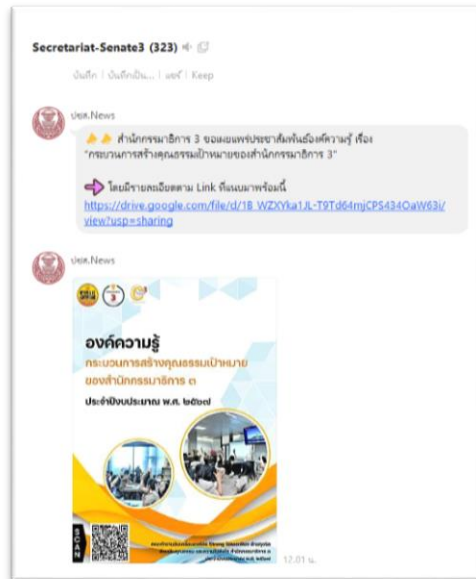 Secretariat-Senate3 (323)
บันทึก | บันทึกเป็น... | แชร์ | Keep
ปชส.News
สำนักกรรมาธิการ 3 ขอเผยแพร่ประชาสัมพันธ์องค์ความรู้ เรื่อง
"กระบวนการสร้างคุณธรรมเป้าหมายของสำนักกรรมาธิการ 3"
โดยมีรายละเอียดตาม Link ที่แนบมาพร้อมนี้
https://drive.google.com/file/d/18_WZXYka1JL-T9Td64mjCPS434OaW63i/
view?usp=sharing
ปชส.News
3
องค์ความรู้
กระบวนการสร้างคุณธรรมเป้าหมาย
ของสำนักกรรมาธิการ ๓
ประจำปีงบประมาณ พ.ศ. ๒๕๖๗
SCAN
12.01 น.